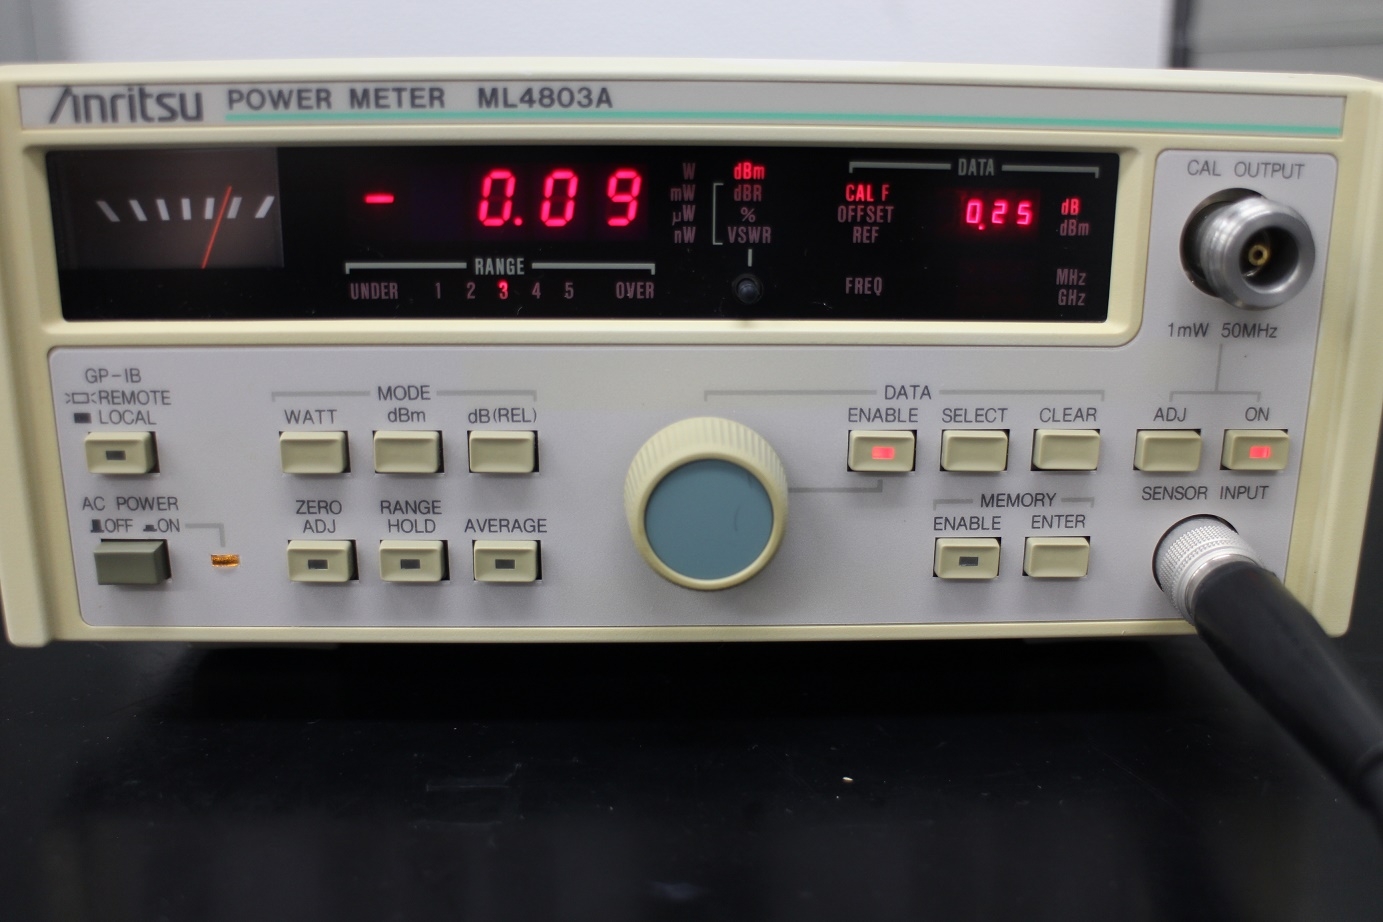 Anritsu POWER METER ML4803A
- 0.09
W
mW
µW
nW
dBm
dBR
%
VSWR
RANGE
UNDER 1 2 3 4 5 OVER
DATA
CAL F
OFFSET
REF
0.25
dB
dBm
FREQ
MHz
GHz
CAL OUTPUT
1mW 50MHz
GP-IB
REMOTE
LOCAL
MODE
WATT dBm dB(REL)
DATA
ENABLE SELECT CLEAR
ADJ ON
AC POWER
OFF ON
ZERO ADJ
RANGE HOLD
AVERAGE
MEMORY
ENABLE ENTER
SENSOR INPUT